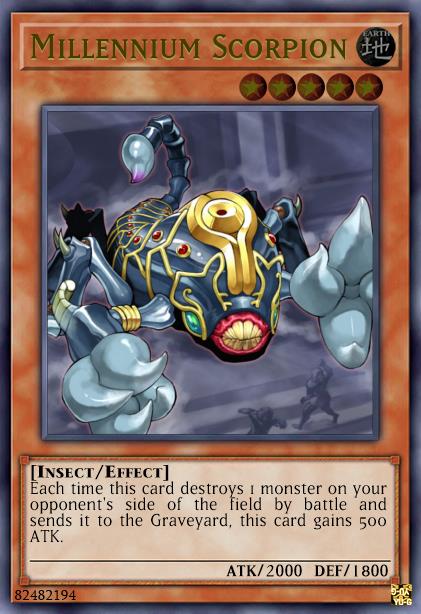 Millennium Scorpion
EARTH
地
[Insect/Effect]
Each time this card destroys 1 monster on your
opponent's side of the field by battle and
sends it to the Graveyard, this card gains 500
ATK.
ATK/2000 DEF/1800
82482194